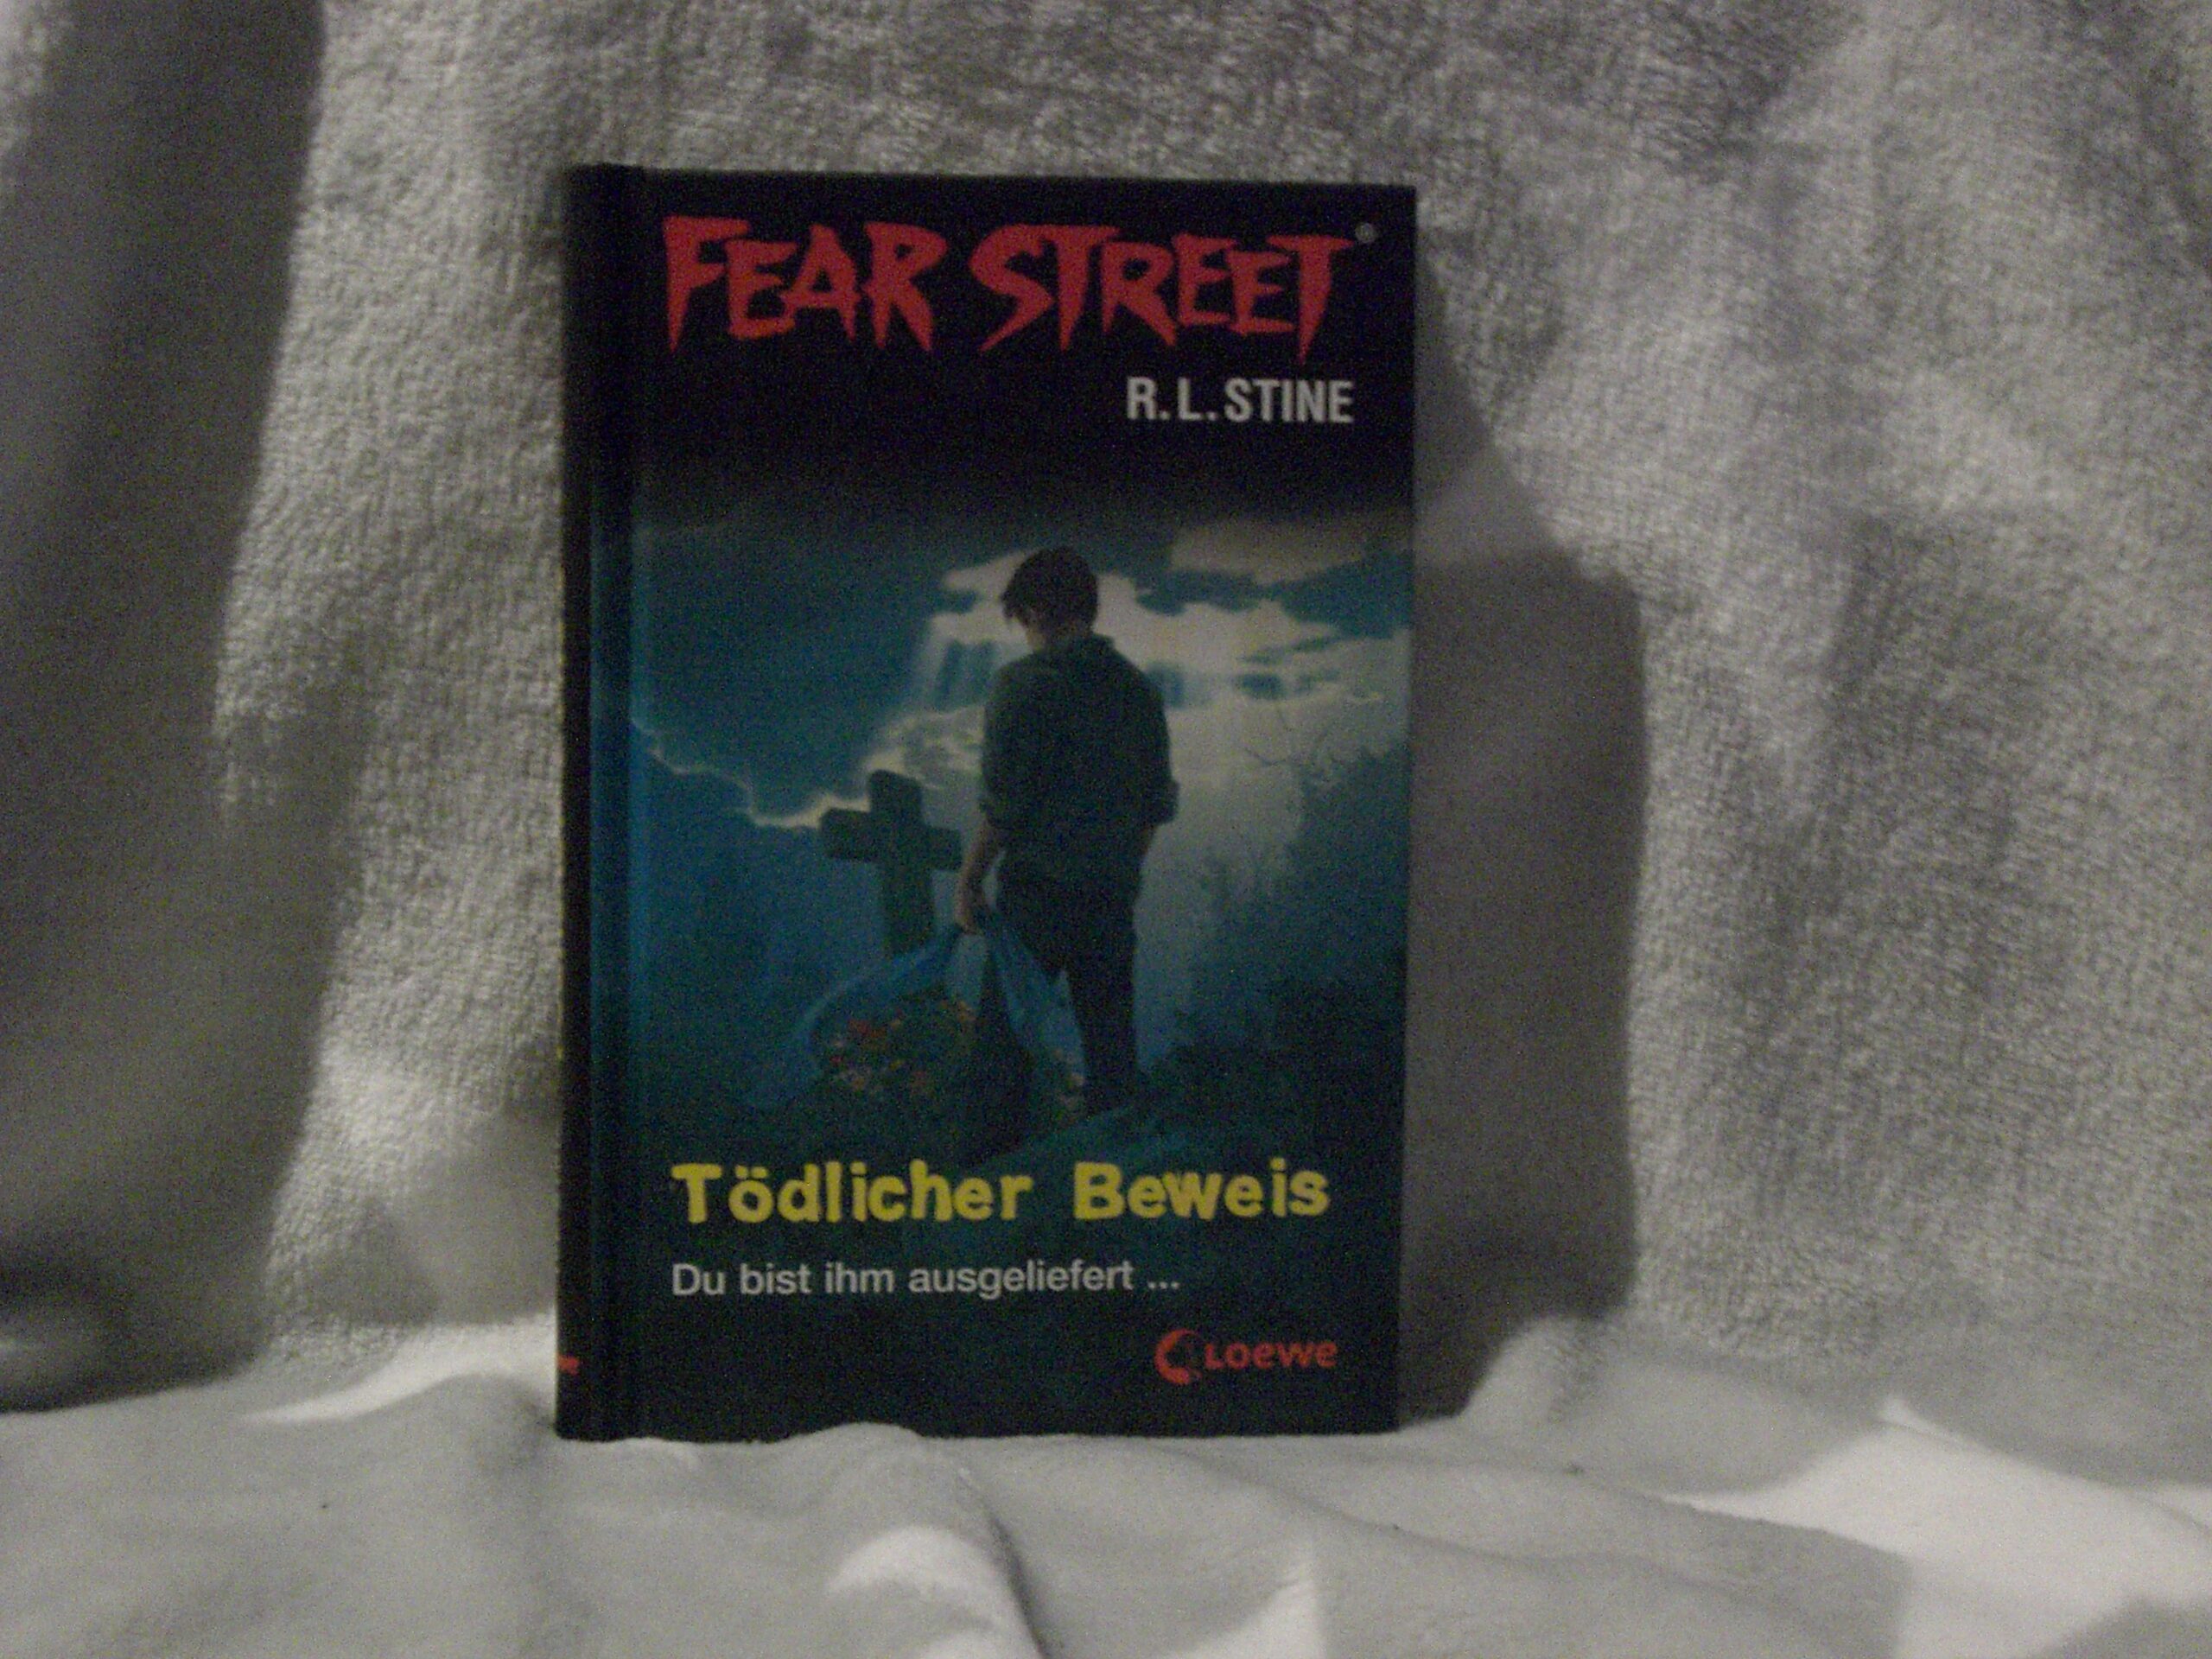 FEAR STREET®
R. L. STINE
Tödlicher Beweis
Du bist ihm ausgeliefert ...
Loewe